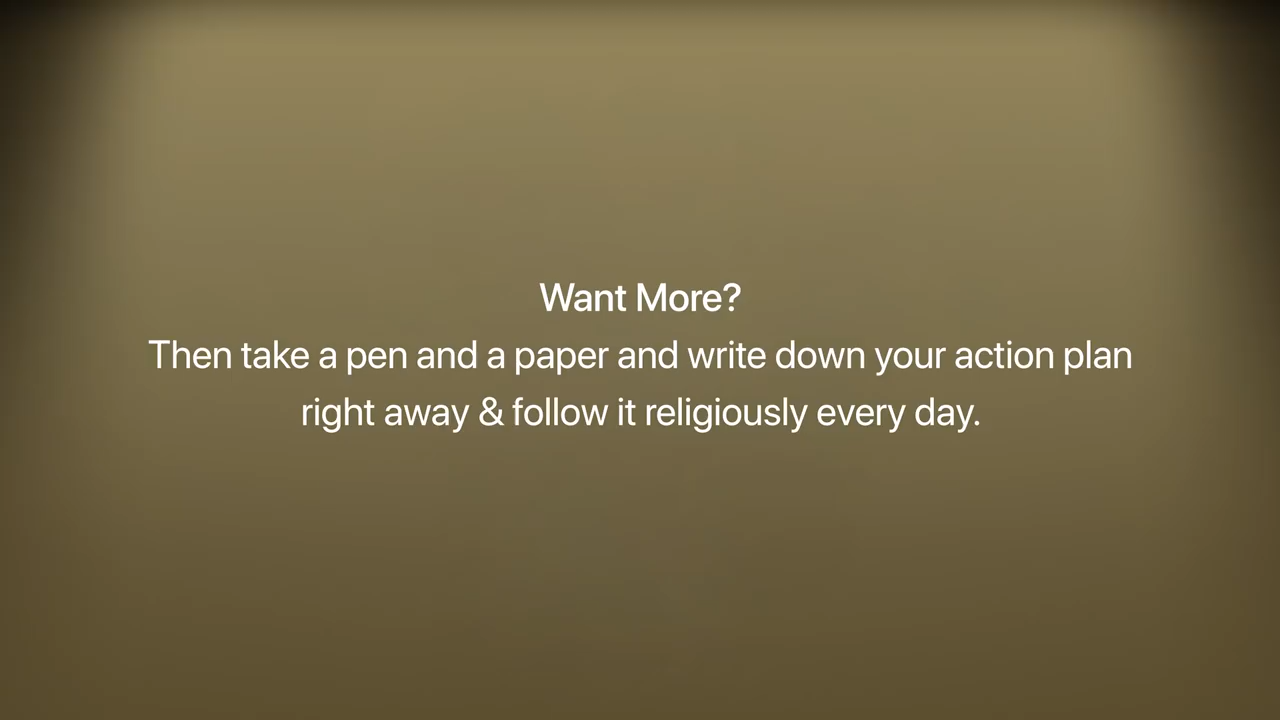 Want More?
Then take a pen and a paper and write down your action plan
right away & follow it religiously every day.